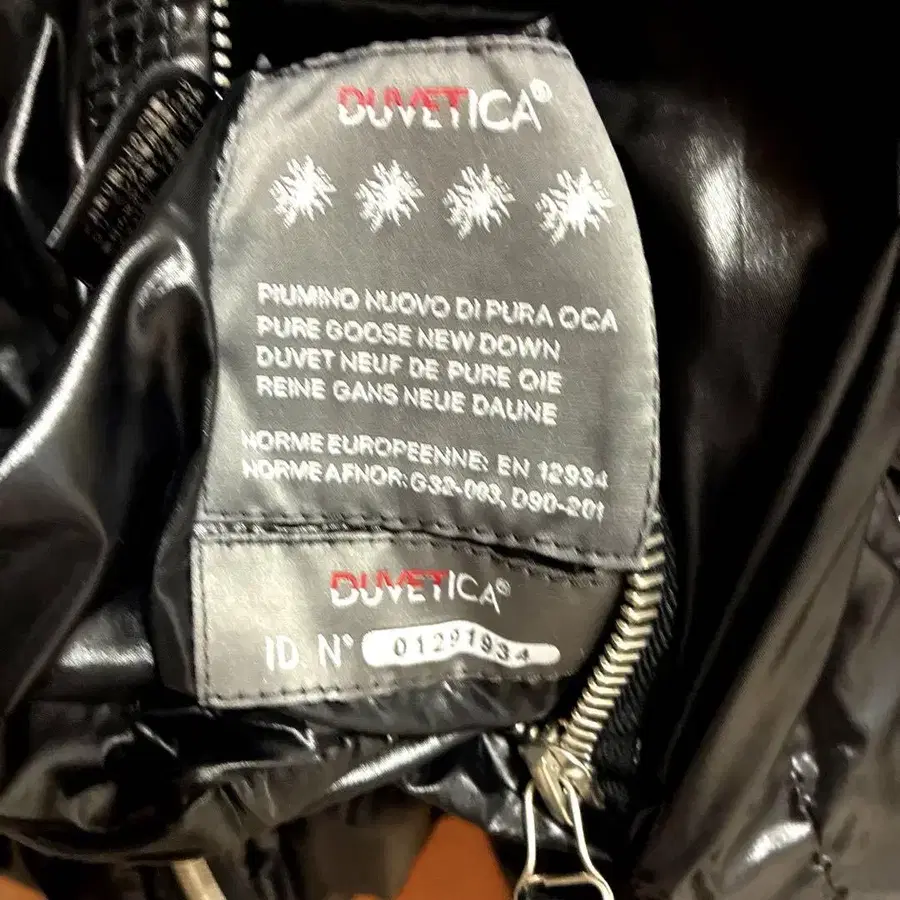 DUVETICA®
PIUMINO NUOVO DI PURA OCA
PURE GOOSE NEW DOWN
DUVET NEUF DE PURE OIE
REINE GANS NEUE DAUNE
NORME EUROPEENNE: EN 12934
NORME AFNOR: G32-003, D90-201
DUVETICA®
ID. N° 01291934